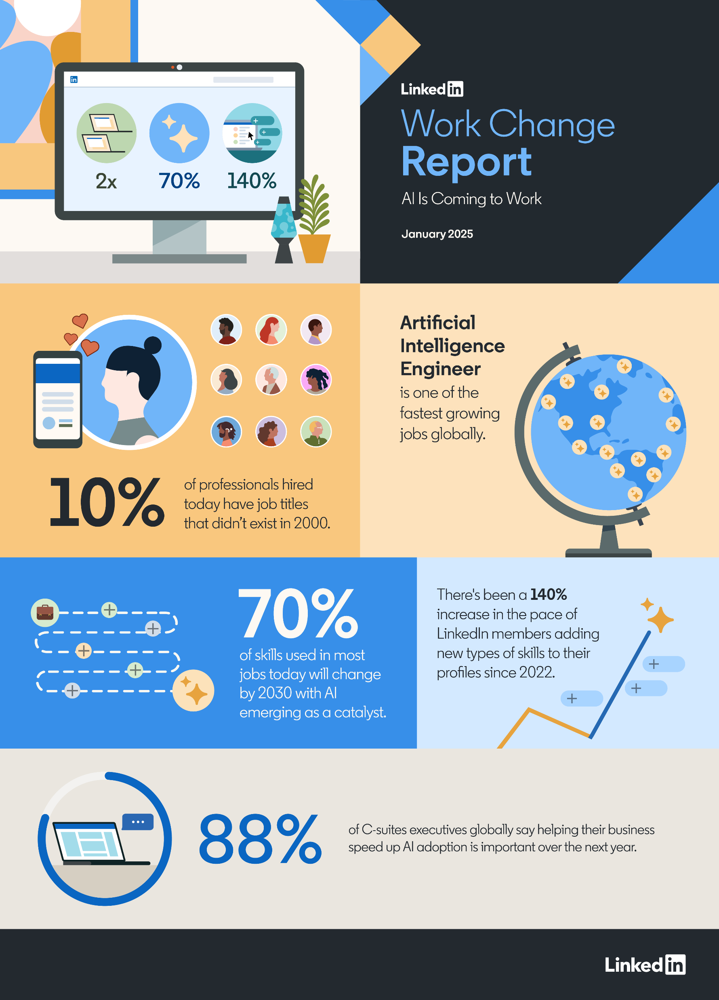 in
2x
70%
140%
Linkedin
Work Change
Report
AI Is Coming to Work
January 2025
10%
of professionals hired
today have job titles
that didn’t exist in 2000.
Artificial
Intelligence
Engineer
is one of the
fastest growing
jobs globally.
70%
of skills used in most
jobs today will change
by 2030 with AI
emerging as a catalyst.
There's been a 140%
increase in the pace of
LinkedIn members adding
new types of skills to their
profiles since 2022.
88%
of C-suites executives globally say helping their business
speed up AI adoption is important over the next year.
Linkedin